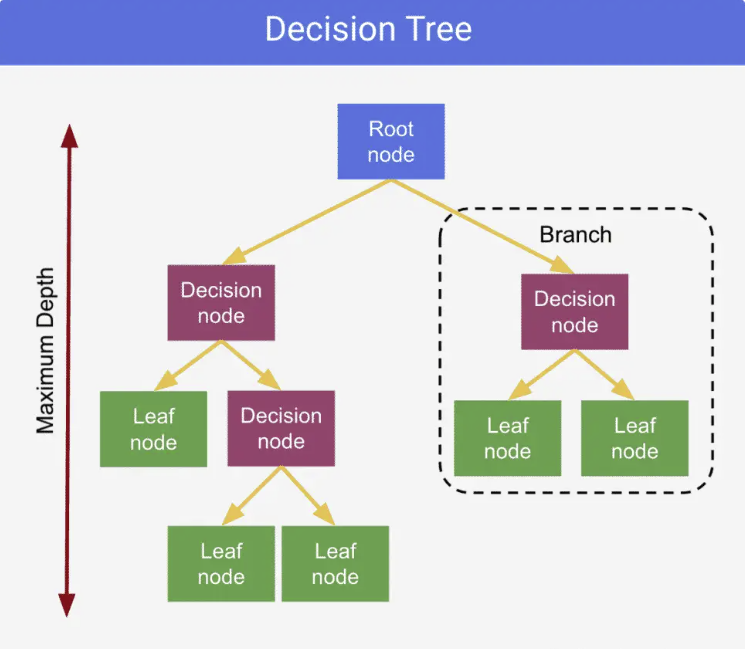 Decision Tree
Root
node
Branch
Decision
node
Decision
node
Maximum Depth
Leaf
node
Decision
node
Leaf
node
Leaf
node
Leaf
node
Leaf
node